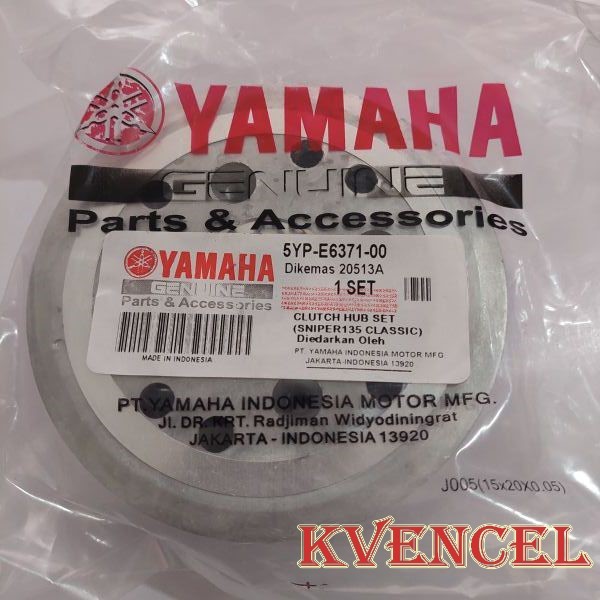 YAMAHA
GENUINE
Parts & Accessories
YAMAHA
GENUINE
Parts & Accessories
MADE IN INDONESIA
5YP-E6371-00
Dikemas 20513A
1 SET
CLUTCH HUB SET
(SNIPER135 CLASSIC)
Diedarkan Oleh
PT. YAMAHA INDONESIA MOTOR MFG
JAKARTA-INDONESIA 13920
PT. YAMAHA INDONESIA MOTOR MFG.
Jl. DR. KRT. Radjiman Widyodiningrat
JAKARTA - INDONESIA 13920
J005(15x20x0.05)
KVENCEL